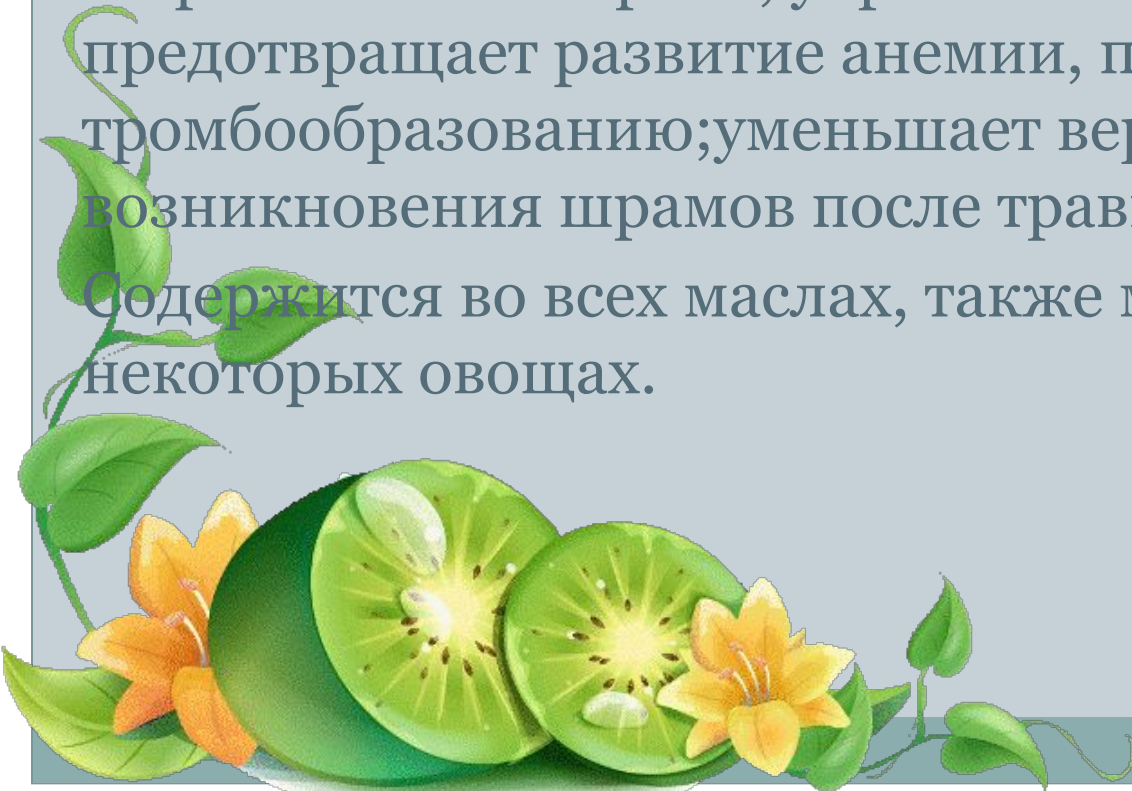 предотвращает развитие анемии,
тромбообразованию;уменьшает
возникновения шрамов после
Содержится во всех маслах, также
некоторых овощах.